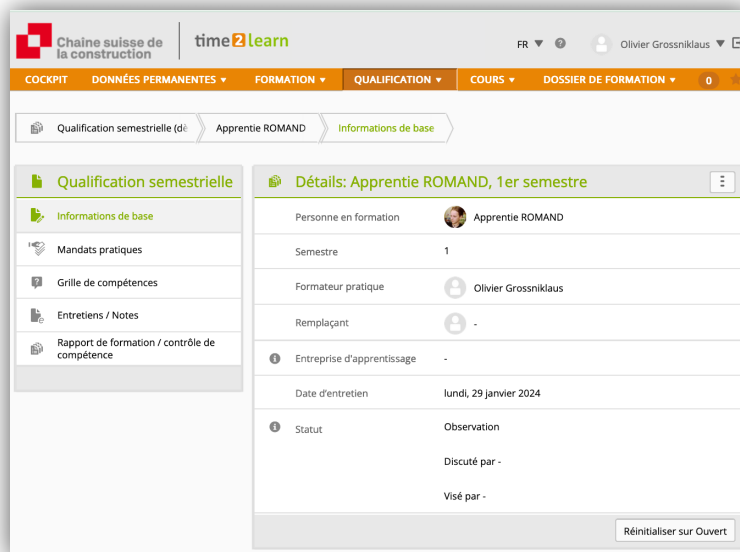 Chaîne suisse de
la construction
time2learn
FR
Olivier Grossniklaus
COCKPIT DONNÉES PERMANENTES FORMATION QUALIFICATION COURS DOSSIER DE FORMATION 0
Qualification semestrielle (dè Apprentie ROMAND Informations de base
Qualification semestrielle
Informations de base
Mandats pratiques
Grille de compétences
Entretiens / Notes
Rapport de formation / contrôle de
compétence
Détails: Apprentie ROMAND, 1er semestre
Personne en formation Apprentie ROMAND
Semestre 1
Formateur pratique Olivier Grossniklaus
Remplaçant -
Entreprise d'apprentissage -
Date d'entretien lundi, 29 janvier 2024
Statut Observation
Discuté par -
Visé par -
Réinitialiser sur Ouvert